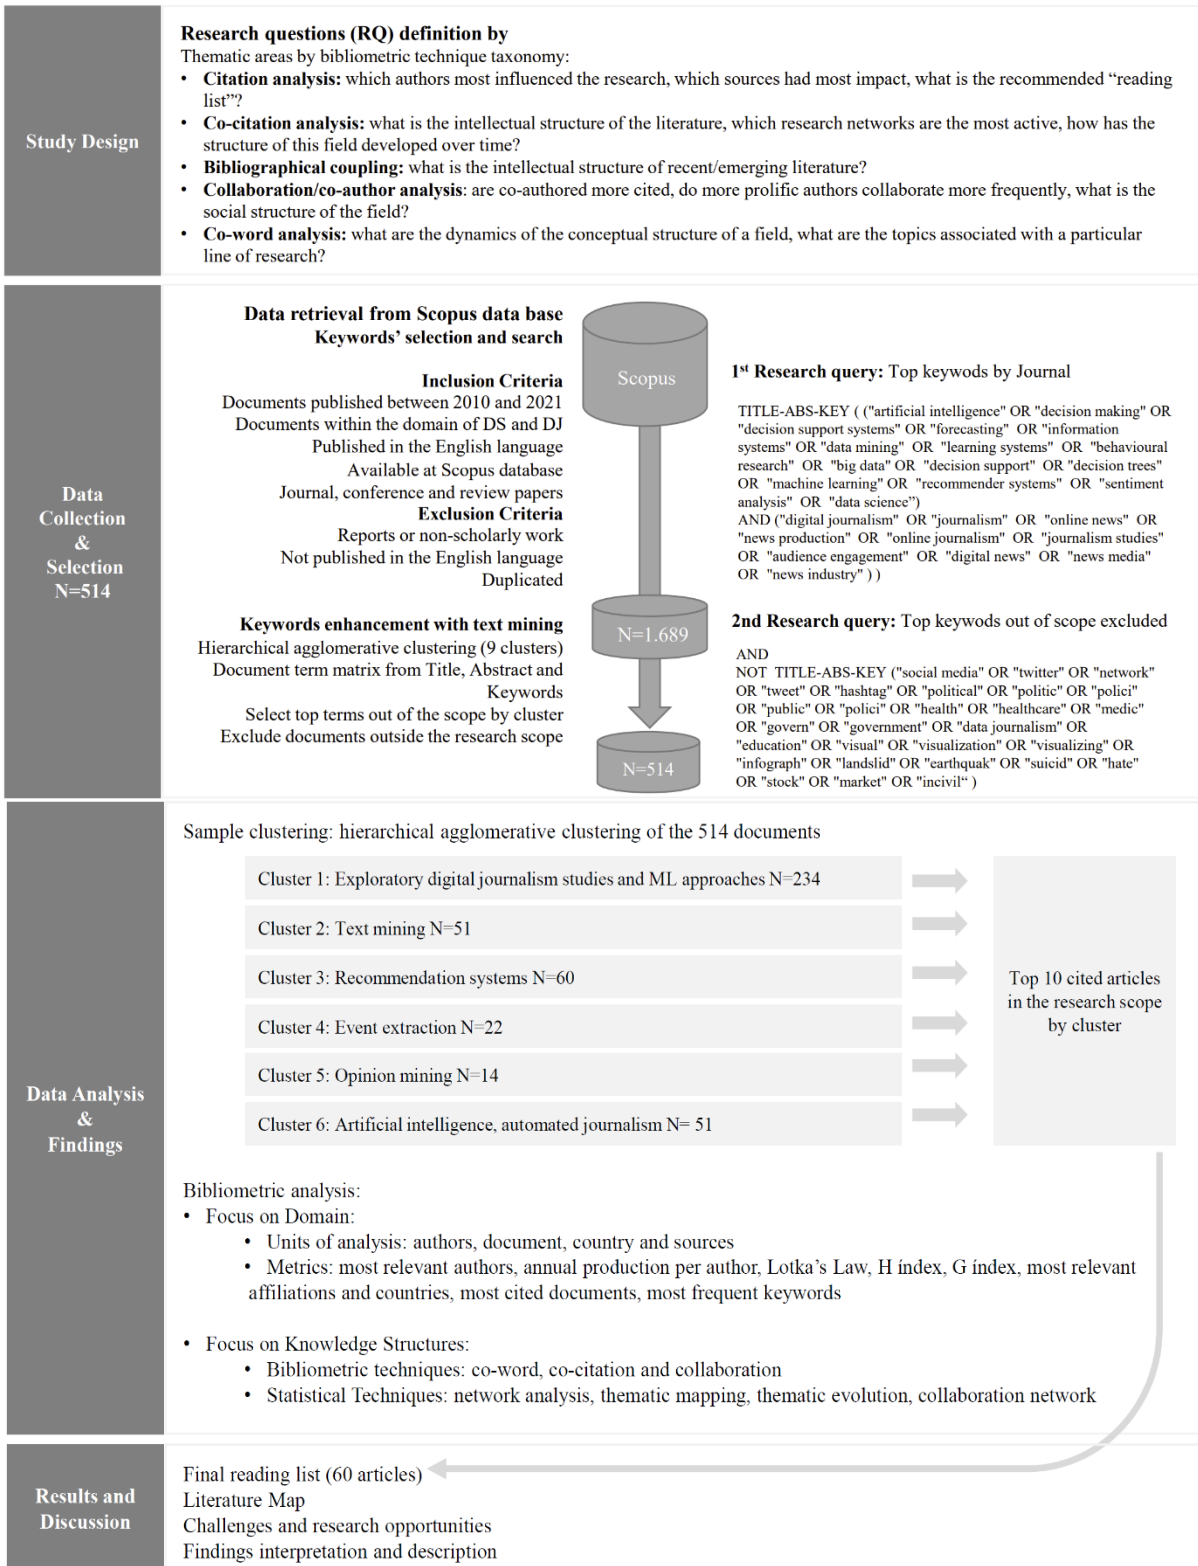 Study Design
Research questions (RQ) definition by
Thematic areas by bibliometric technique taxonomy:
• Citation analysis: which authors most influenced the research, which sources had most impact, what is the recommended “reading
list”?
• Co-citation analysis: what is the intellectual structure of the literature, which research networks are the most active, how has the
structure of this field developed over time?
• Bibliographical coupling: what is the intellectual structure of recent/emerging literature?
• Collaboration/co-author analysis: are co-authored more cited, do more prolific authors collaborate more frequently, what is the
social structure of the field?
• Co-word analysis: what are the dynamics of the conceptual structure of a field, what are the topics associated with a particular
line of research?
Data
Collection
&
Selection
N=514
Data retrieval from Scopus data base
Keywords’ selection and search
Inclusion Criteria
Documents published between 2010 and 2021
Documents within the domain of DS and DJ
Published in the English language
Available at Scopus database
Journal, conference and review papers
Exclusion Criteria
Reports or non-scholarly work
Not published in the English language
Duplicated
Keywords enhancement with text mining
Hierarchical agglomerative clustering (9 clusters)
Document term matrix from Title, Abstract and
Keywords
Select top terms out of the scope by cluster
Exclude documents outside the research scope
Scopus
N=1.689
N=514
1st Research query: Top keywods by Journal
TITLE-ABS-KEY ( ("artificial intelligence" OR "decision making" OR
"decision support systems" OR "forecasting" OR "information
systems" OR "data mining" OR "learning systems" OR "behavioural
research" OR "big data" OR "decision support" OR "decision trees"
OR "machine learning" OR "recommender systems" OR "sentiment
analysis" OR "data science”)
AND ("digital journalism" OR "journalism" OR "online news" OR
"news production" OR "online journalism" OR "journalism studies"
OR "audience engagement" OR "digital news" OR "news media"
OR "news industry" ) )
2nd Research query: Top keywods out of scope excluded
AND
NOT TITLE-ABS-KEY ("social media" OR "twitter" OR "network"
OR "tweet" OR "hashtag" OR "political" OR "politic" OR "polici"
OR "public" OR "polici" OR "health" OR "healthcare" OR "medic"
OR "govern" OR "government" OR "data journalism" OR
"education" OR "visual" OR "visualization" OR "visualizing" OR
"infograph" OR "landslid" OR "earthquak" OR "suicid" OR "hate"
OR "stock" OR "market" OR "incivil“ )
Data Analysis
&
Findings
Sample clustering: hierarchical agglomerative clustering of the 514 documents
Cluster 1: Exploratory digital journalism studies and ML approaches N=234
Cluster 2: Text mining N=51
Cluster 3: Recommendation systems N=60
Cluster 4: Event extraction N=22
Cluster 5: Opinion mining N=14
Cluster 6: Artificial intelligence, automated journalism N= 51
Top 10 cited articles
in the research scope
by cluster
Bibliometric analysis:
• Focus on Domain:
• Units of analysis: authors, document, country and sources
• Metrics: most relevant authors, annual production per author, Lotka’s Law, H índex, G índex, most relevant
affiliations and countries, most cited documents, most frequent keywords
• Focus on Knowledge Structures:
• Bibliometric techniques: co-word, co-citation and collaboration
• Statistical Techniques: network analysis, thematic mapping, thematic evolution, collaboration network
Results and
Discussion
Final reading list (60 articles)
Literature Map
Challenges and research opportunities
Findings interpretation and description